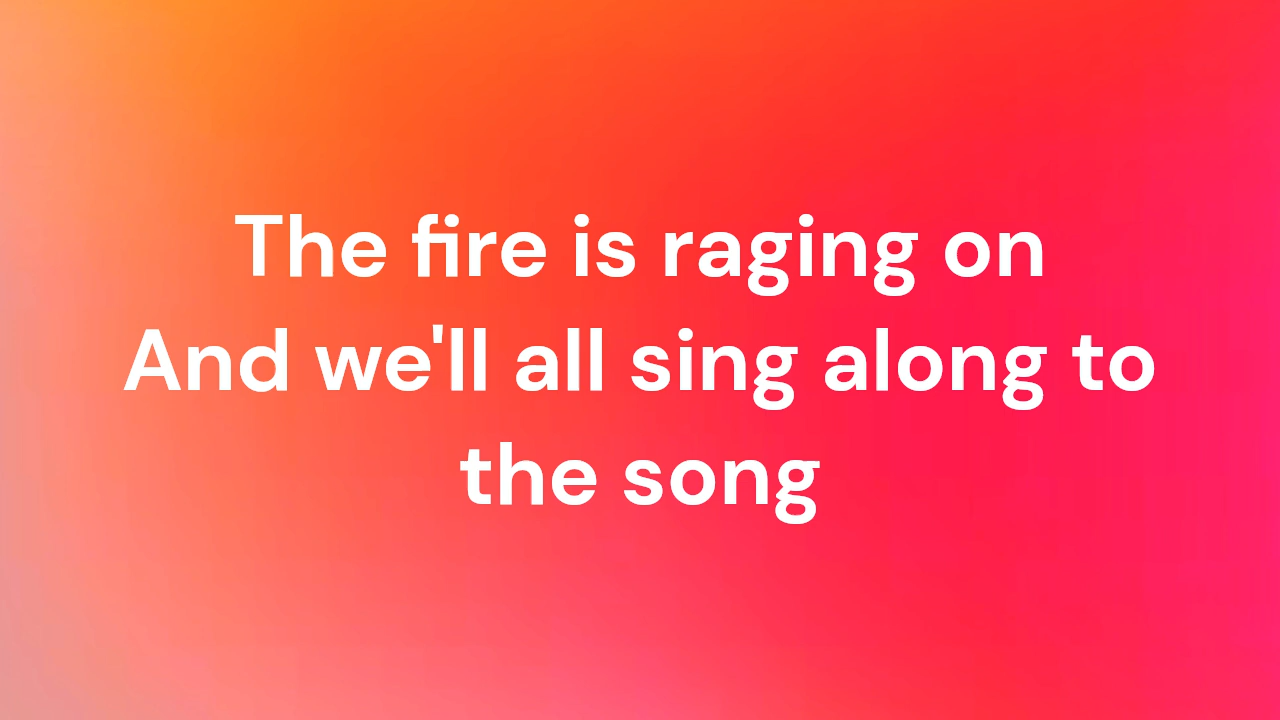 The fire is raging on
And we'll all sing along to
the song